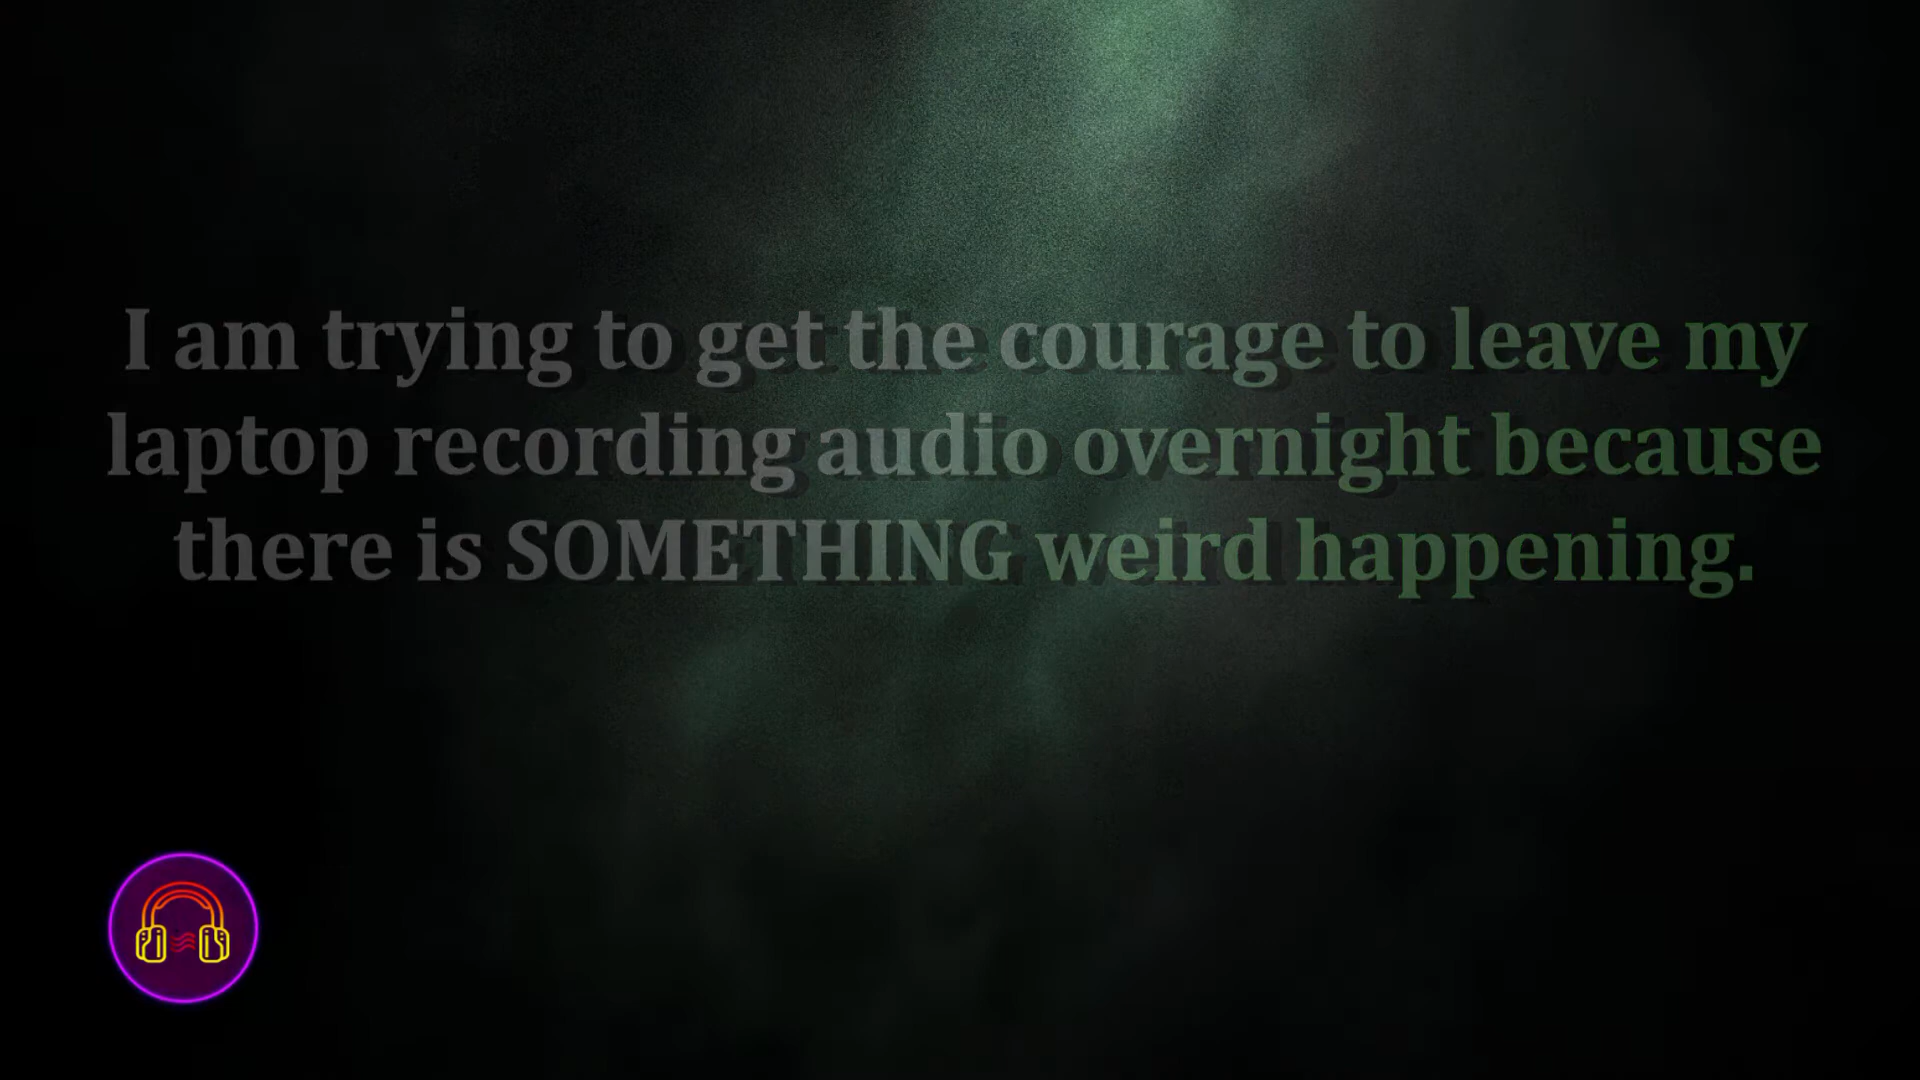 I am trying to get the courage to leave my
laptop recording audio overnight because
there is SOMETHING weird happening.